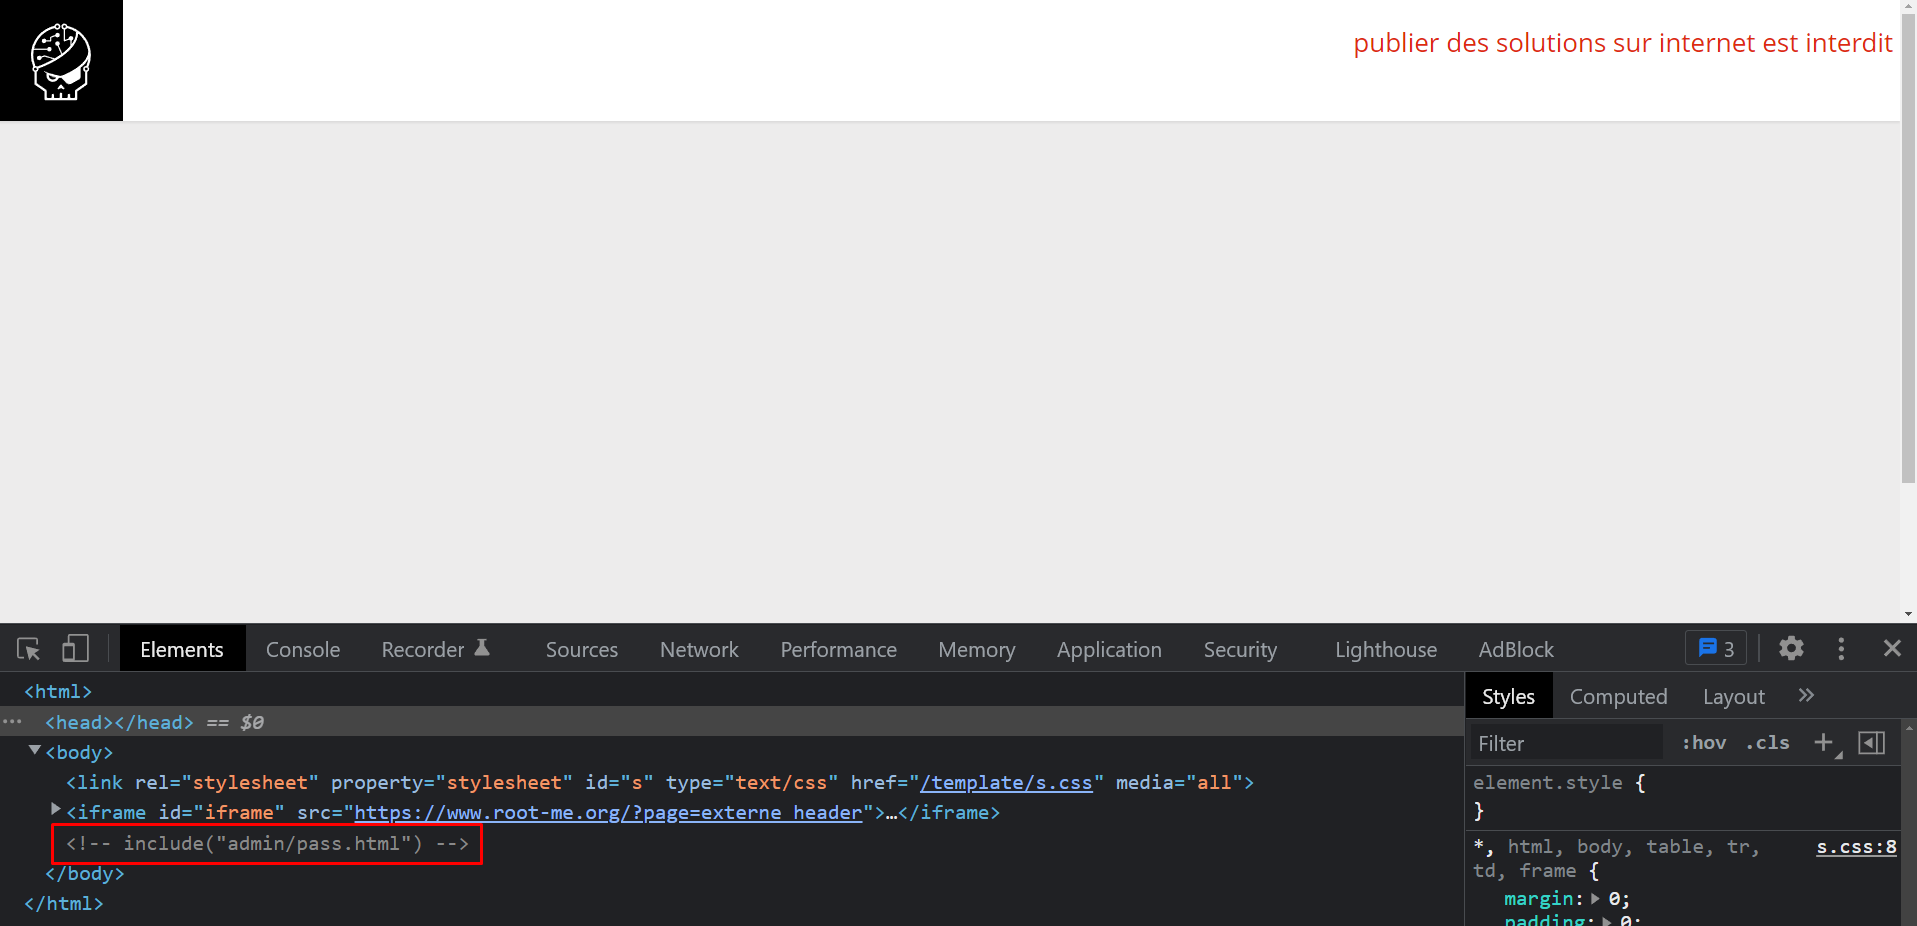 publier des solutions sur internet est interdit
Elements Console Recorder Sources Network Performance Memory Application Security Lighthouse AdBlock 3
<html>
<head></head> == $0
<body>
<link rel="stylesheet" property="stylesheet" id="s" type="text/css" href="/template/s.css" media="all">
<iframe id="iframe" src="https://www.root-me.org/?page=externe_header">…</iframe>
<!-- include("admin/pass.html") -->
</body>
</html>
Styles Computed Layout
Filter :hov .cls
element.style {
}
*, html, body, table, tr, s.css:8
td, frame {
margin: 0;
padding: 0;